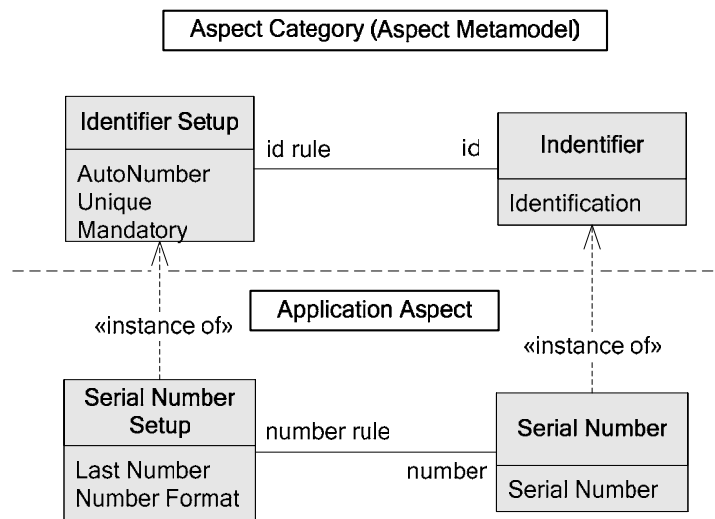 Aspect Category (Aspect Metamodel)
Identifier Setup
AutoNumber
Unique
Mandatory
id rule
id
Indentifier
Identification
Application Aspect
«instance of»
«instance of»
Serial Number
Setup
Last Number
Number Format
number rule
number
Serial Number
Serial Number